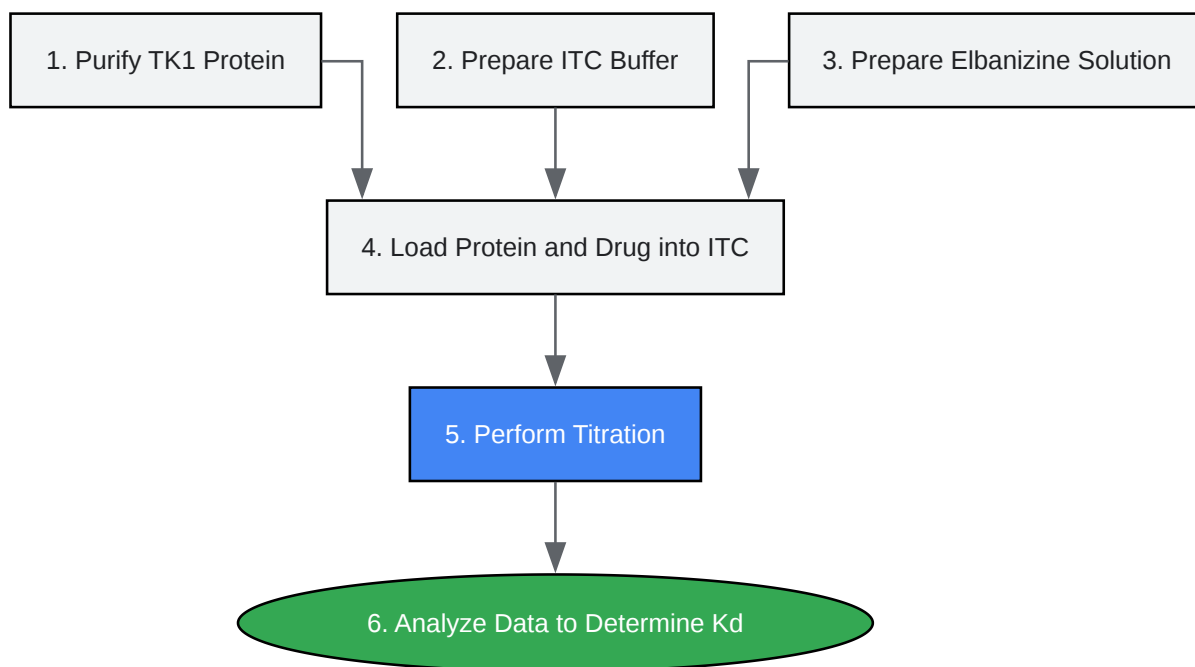 1. Purify TK1 Protein
2. Prepare ITC Buffer
3. Prepare Elbanizine Solution
4. Load Protein and Drug into ITC
5. Perform Titration
6. Analyze Data to Determine Kd